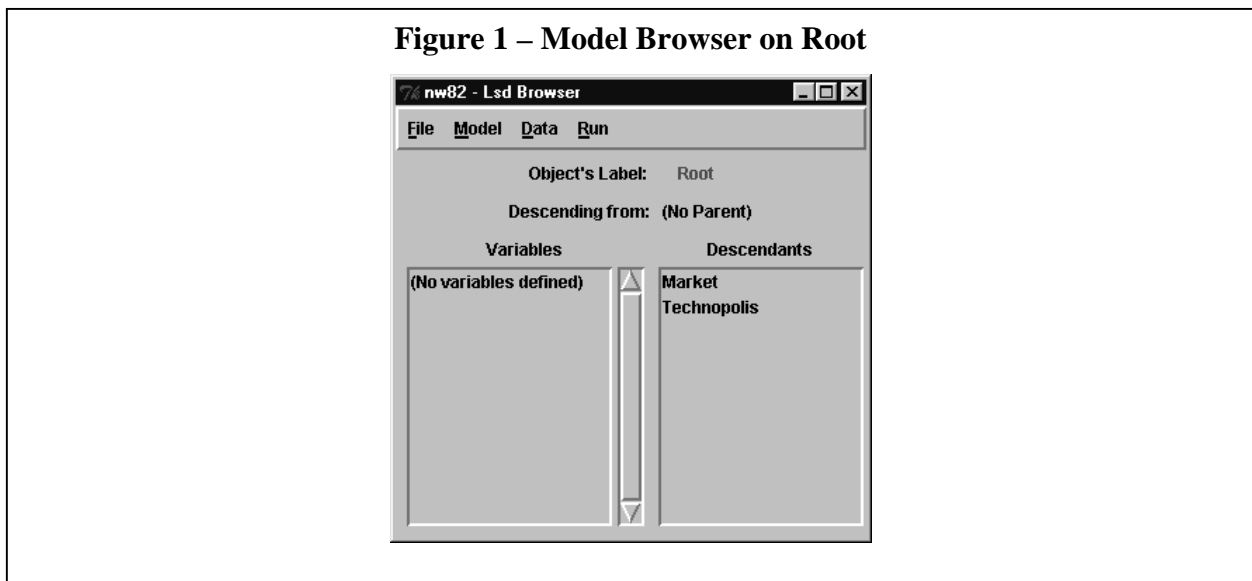 Figure 1 – Model Browser on Root
nw82 - Lsd Browser
File Model Data Run
Object's Label: Root
Descending from: (No Parent)
Variables Descendants
(No variables defined) Market
Technopolis